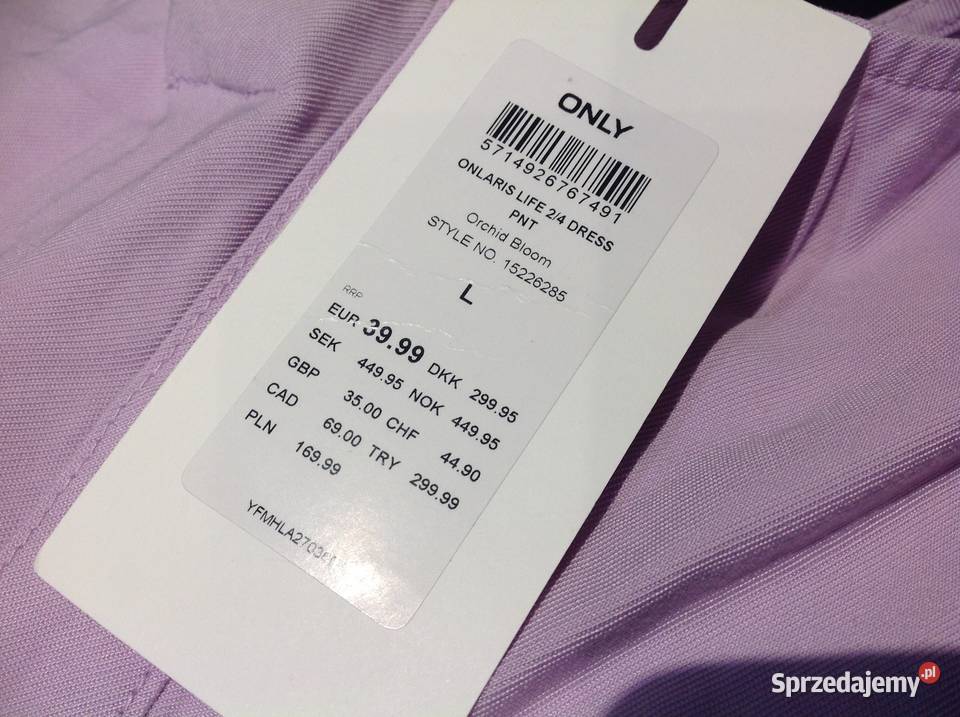 ONLY
5714926767491
ONLARIS LIFE 2/4 DRESS
PNT
Orchid Bloom
STYLE NO. 15226285
L
RRP
EUR 39.99 DKK 299.95
SEK 449.95 NOK 449.95
GBP 35.00 CHF 44.90
CAD 69.00 TRY 299.99
PLN 169.99
Sprzedajemy.pl